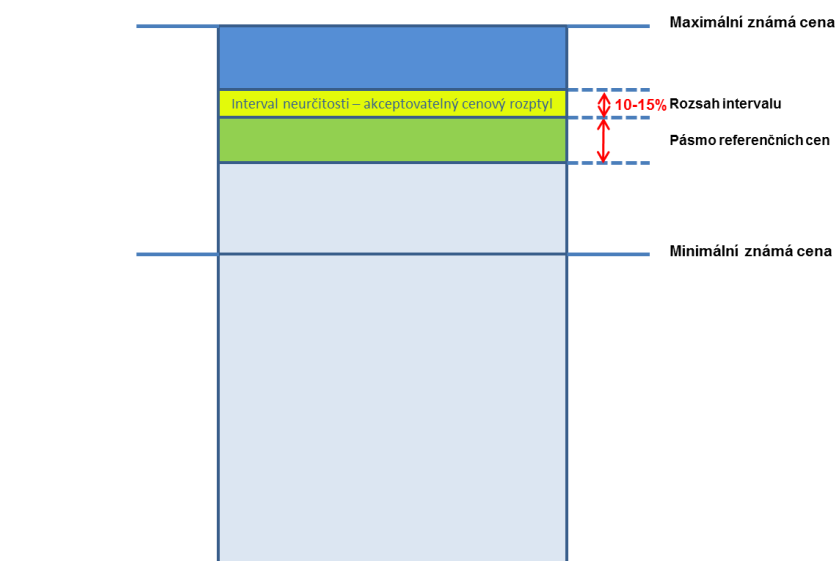 Maximální známá cena
Interval neurčitosti – akceptovatelný cenový rozptyl
10-15% Rozsah intervalu
Pásmo referenčních cen
Minimální známá cena